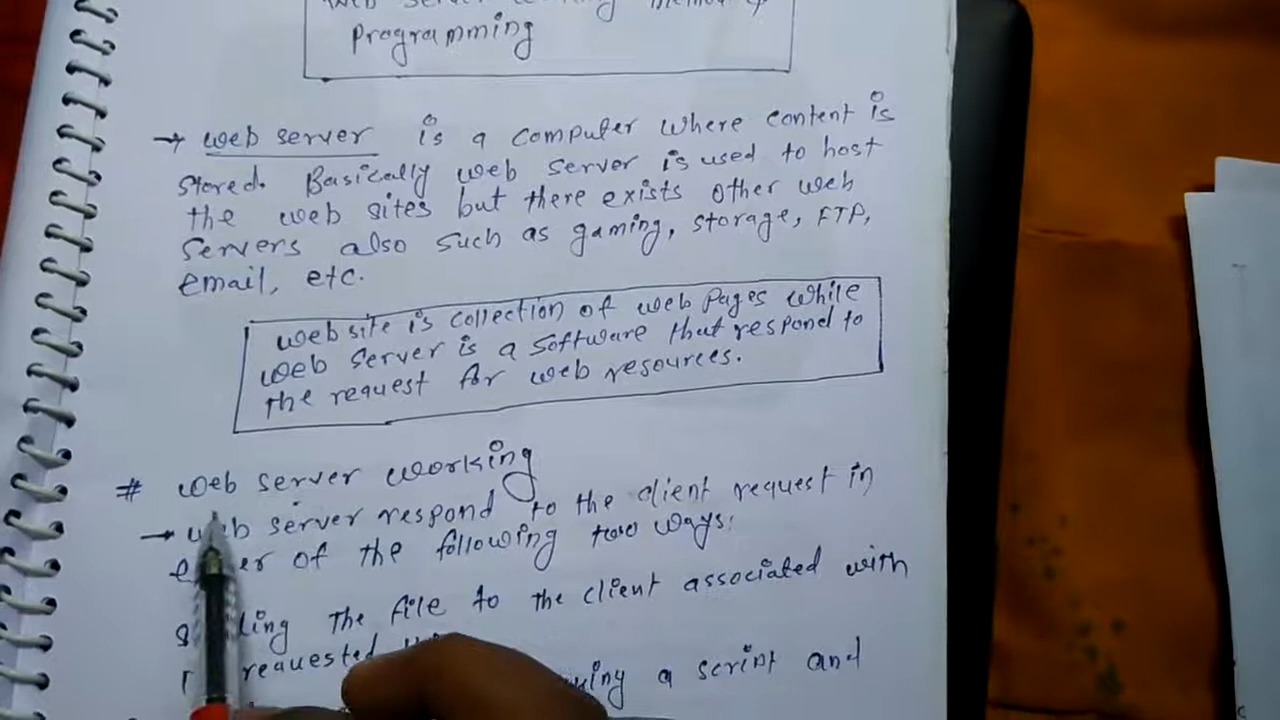 Programming
→ web server is a computer where content is
stored. Basically web server is used to host
the web sites but there exists other web
servers also such as gaming, storage, FTP,
email, etc.
website is collection of web pages while
web server is a software that respond to
the request for web resources.
# web server working
→ web server respond to the client request in
of the following two ways:
the file to the client associated with
requested
a script and